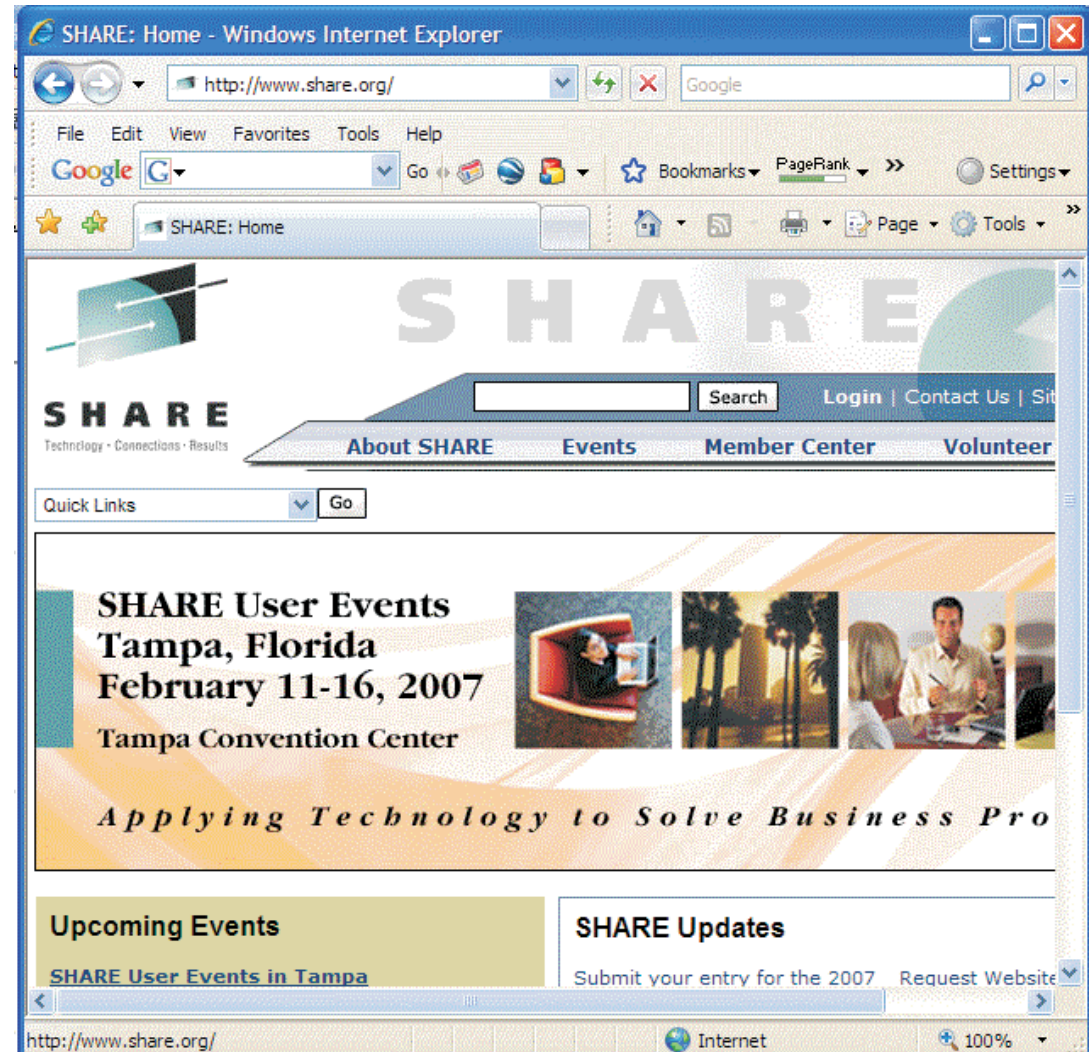 SHARE: Home - Windows Internet Explorer
http://www.share.org/
Google
File Edit View Favorites Tools Help
Google G Go Bookmarks PageRank >> Settings
SHARE: Home Page Tools >>
SHARE
Search Login | Contact Us | Sit
SHARE
Technology · Connections · Results
About SHARE Events Member Center Volunteer
Quick Links Go
SHARE User Events
Tampa, Florida
February 11-16, 2007
Tampa Convention Center
Applying Technology to Solve Business Pro
Upcoming Events
SHARE Updates
SHARE User Events in Tampa
Submit your entry for the 2007 Request Website
http://www.share.org/ Internet 100%